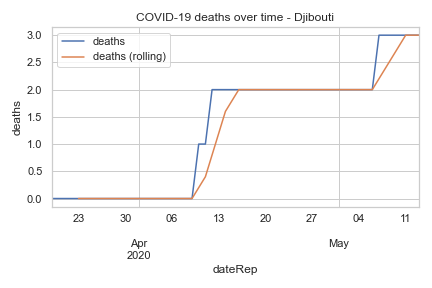 COVID-19 deaths over time - Djibouti
deaths
deaths (rolling)
3.0
2.5
2.0
1.5
1.0
0.5
0.0
deaths
23 30 06 13 20 27 04 11
Apr May
2020
dateRep